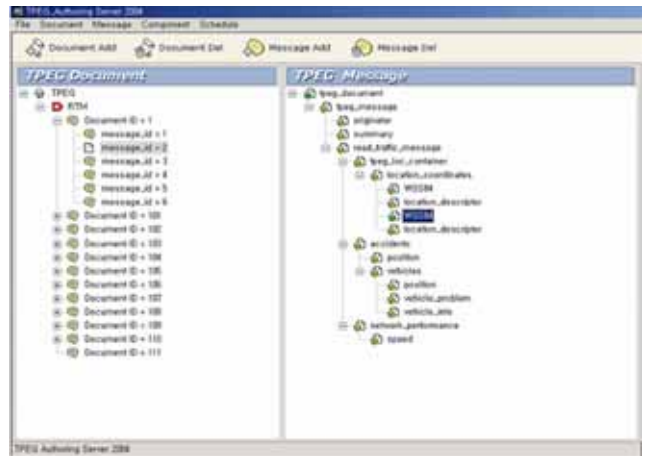 TPEG Authoring Server 2004
File Document Message Component Schedule
Document Add Document Del Message Add Message Del
TPEG Document
TPEG
RTM
Document ID = 1
message_id = 1
message_id = 2
message_id = 3
message_id = 4
message_id = 5
message_id = 6
Document ID = 101
Document ID = 102
Document ID = 103
Document ID = 104
Document ID = 105
Document ID = 106
Document ID = 107
Document ID = 108
Document ID = 109
Document ID = 110
Document ID = 111
TPEG Message
tpeg_document
tpeg_message
originator
summary
road_traffic_message
tpeg_loc_container
location_coordinates
WGS84
location_descriptor
WGS84
location_descriptor
accidents
position
vehicles
position
vehicle_problem
vehicle_info
network_performance
speed
TPEG Authoring Server 2004